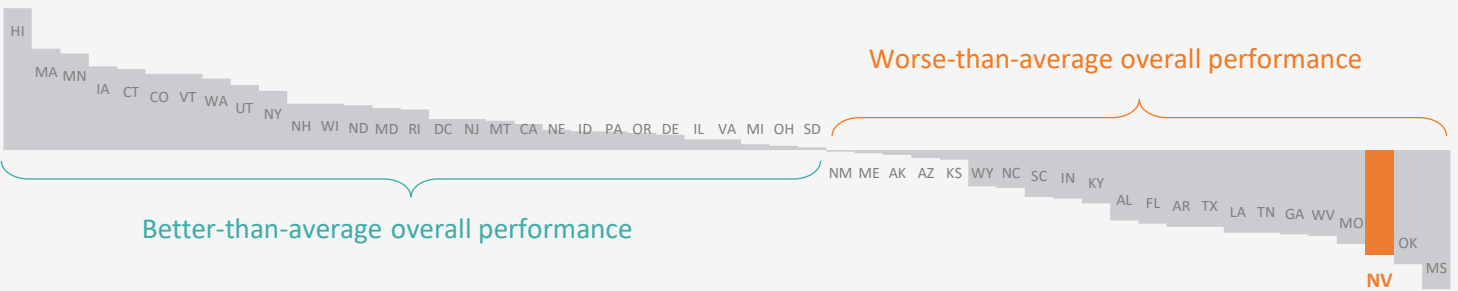 HI
MA MN IA CT CO VT WA UT NY NH WI ND MD RI DC NJ MT CA NE ID PA OR DE IL VA MI OH SD
Worse-than-average overall performance
NM ME AK AZ KS WY NC SC IN KY AL FL AR TX LA TN GA WV MO NV OK MS
Better-than-average overall performance